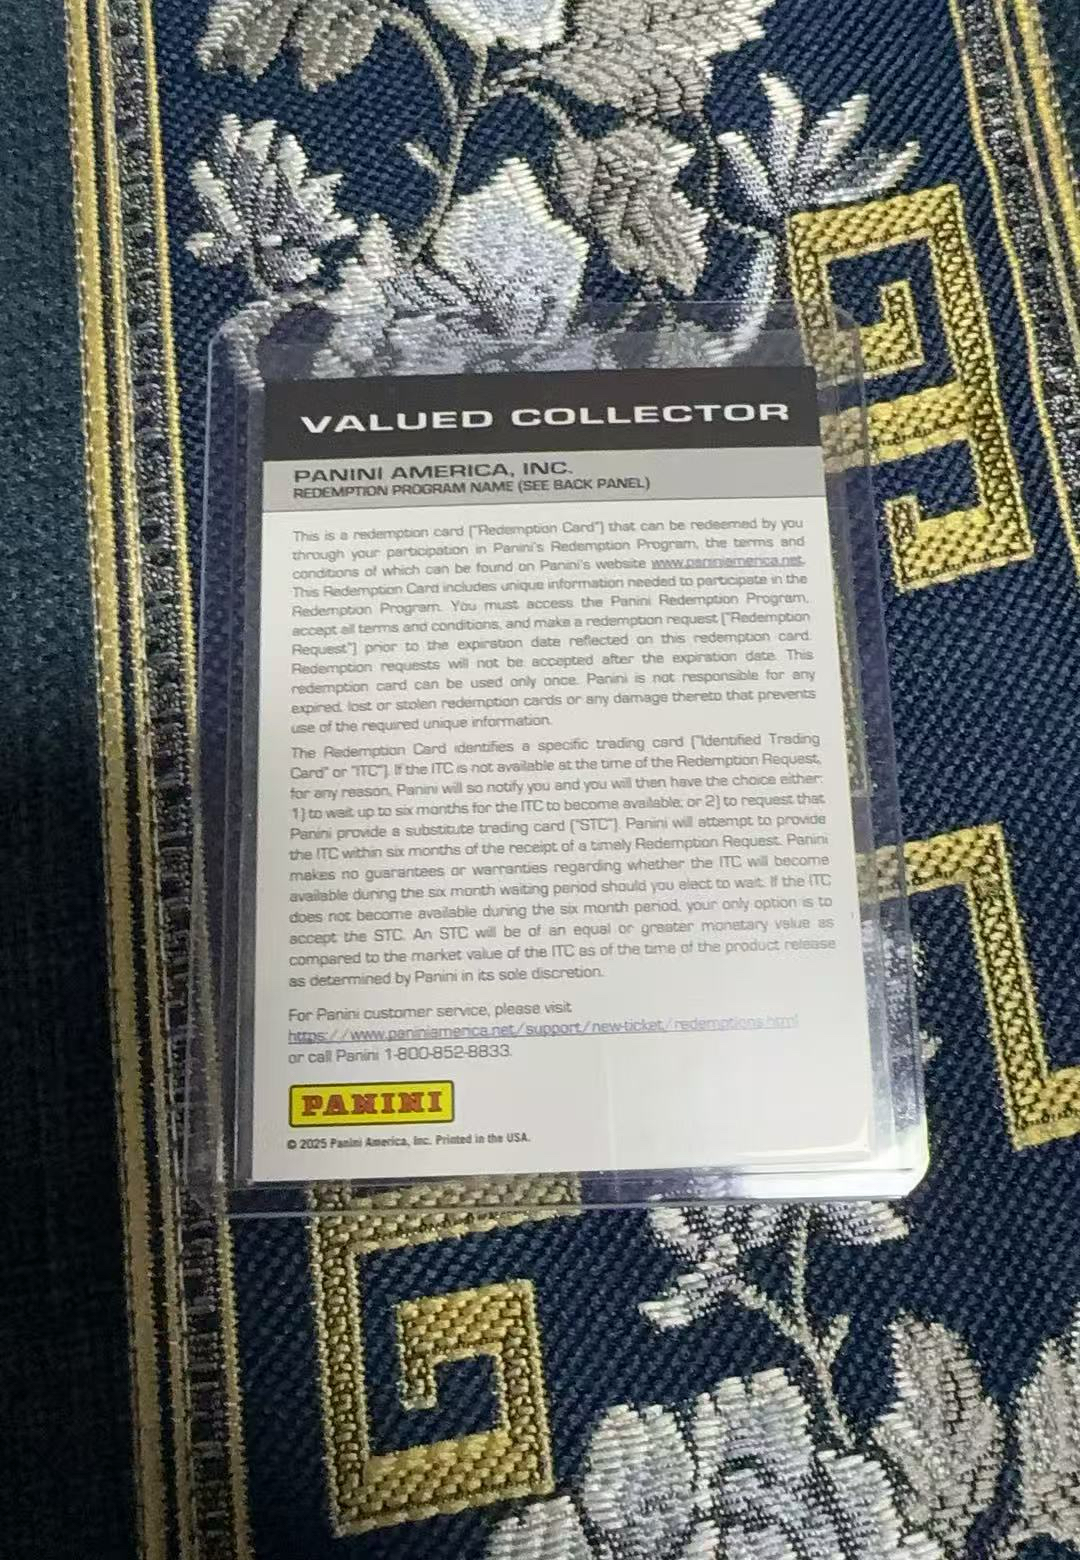 VALUED COLLECTOR
PANINI AMERICA, INC.
REDEMPTION PROGRAM NAME (SEE BACK PANEL)
This is a redemption card ("Redemption Card") that can be redeemed by you
through your participation in Panini's Redemption Program, the terms and
conditions of which can be found on Panini's website www.paniniamerica.net.
This Redemption Card includes unique information needed to participate in the
Redemption Program. You must access the Panini Redemption Program,
accept all terms and conditions, and make a redemption request ("Redemption
Request") prior to the expiration date reflected on this redemption card.
Redemption requests will not be accepted after the expiration date. This
redemption card can be used only once. Panini is not responsible for any
expired, lost or stolen redemption cards or any damage thereto that prevents
use of the required unique information.
The Redemption Card identifies a specific trading card ("Identified Trading
Card" or "ITC"). If the ITC is not available at the time of the Redemption Request,
for any reason, Panini will so notify you and you will then have the choice either:
1) to wait up to six months for the ITC to become available; or 2) to request that
Panini provide a substitute trading card ("STC"). Panini will attempt to provide
the ITC within six months of the receipt of a timely Redemption Request. Panini
makes no guarantees or warranties regarding whether the ITC will become
available during the six month waiting period should you elect to wait. If the ITC
does not become available during the six month period, your only option is to
accept the STC. An STC will be of an equal or greater monetary value as
compared to the market value of the ITC as of the time of the product release
as determined by Panini in its sole discretion.
For Panini customer service, please visit
https://www.paniniamerica.net/support/new-ticket/redemptions.html
or call Panini 1-800-852-8833.
PANINI
© 2025 Panini America, Inc. Printed in the USA.